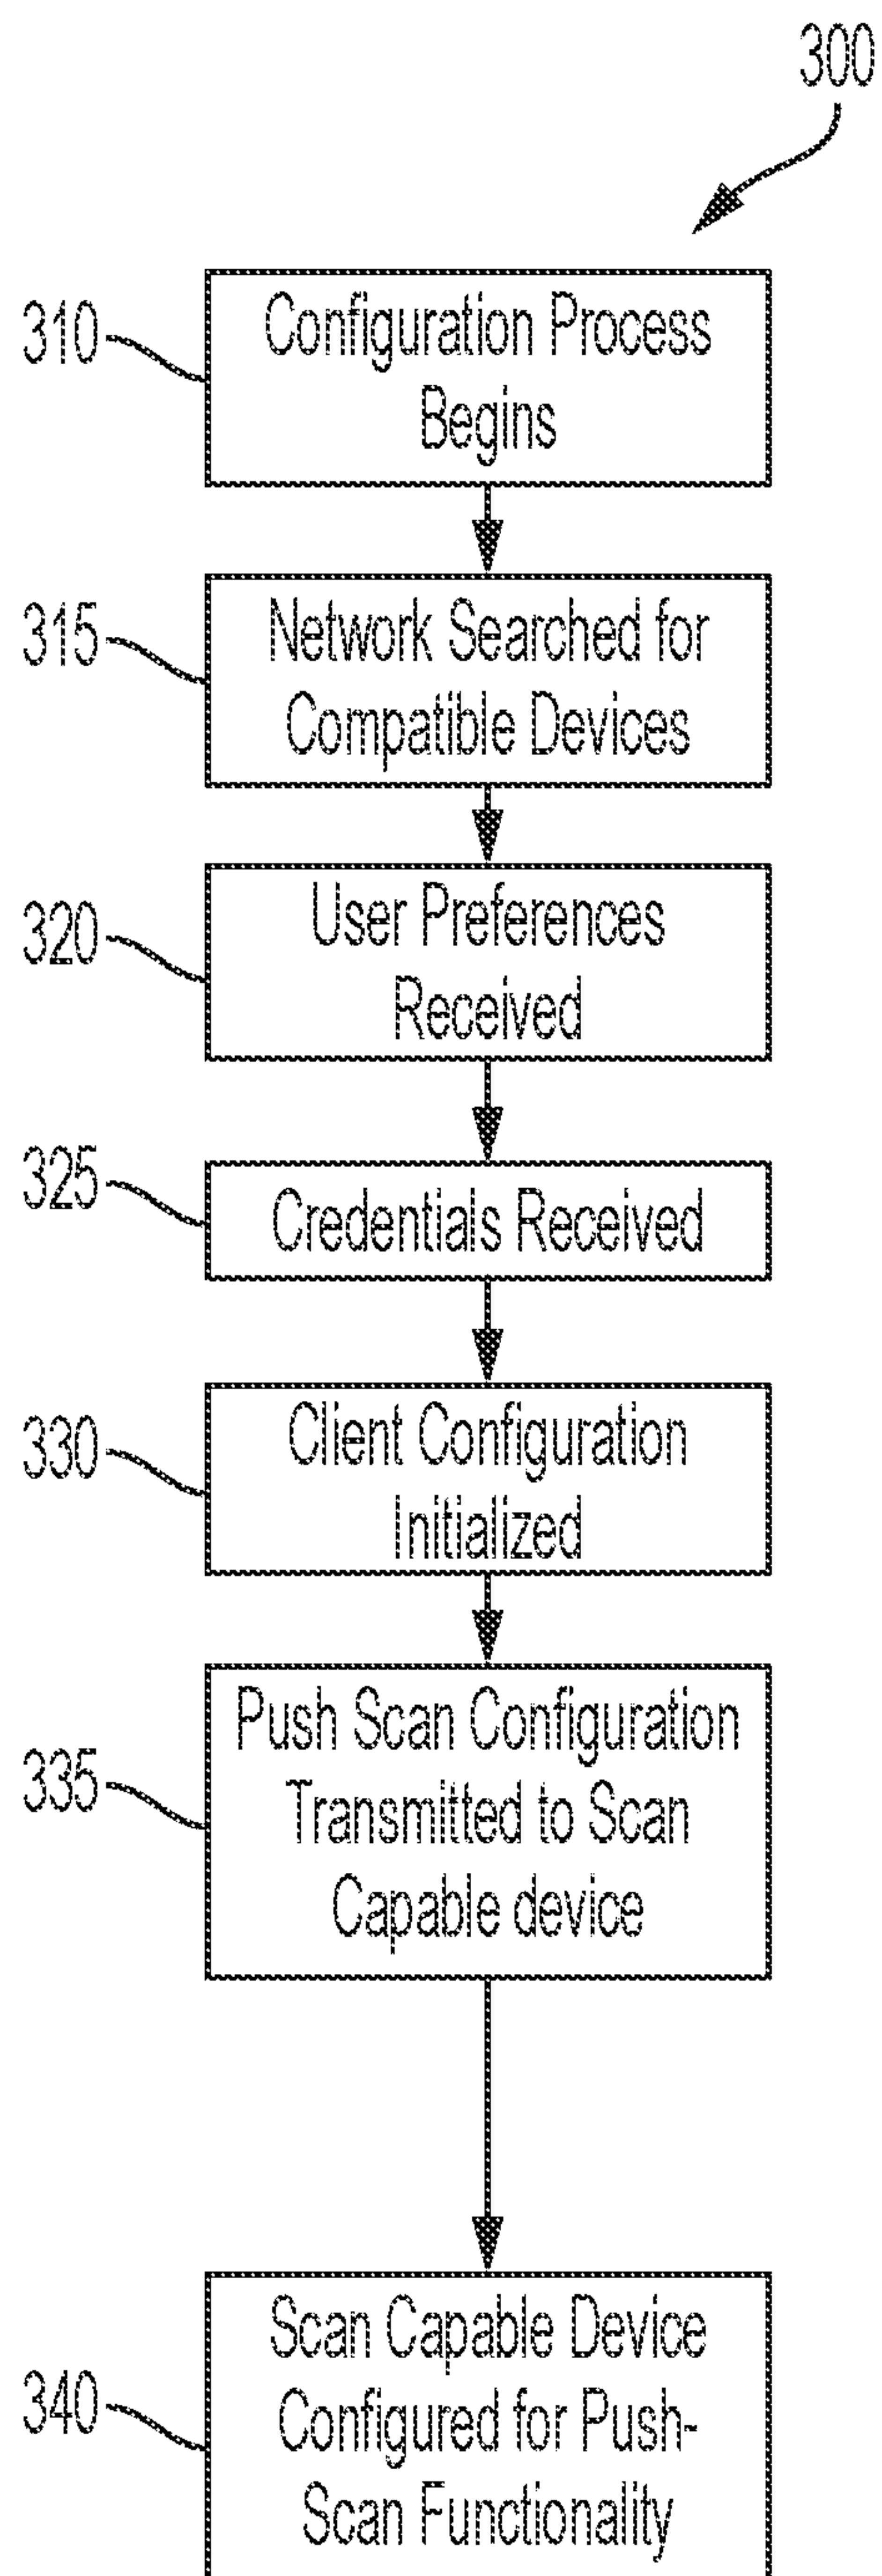 300
310
Configuration Process
Begins
315
Network Searched for
Compatible Devices
320
User Preferences
Received
325
Credentials Received
330
Client Configuration
Initialized
335
Push Scan Configuration
Transmitted to Scan
Capable device
340
Scan Capable Device
Configured for Push-
Scan Functionality